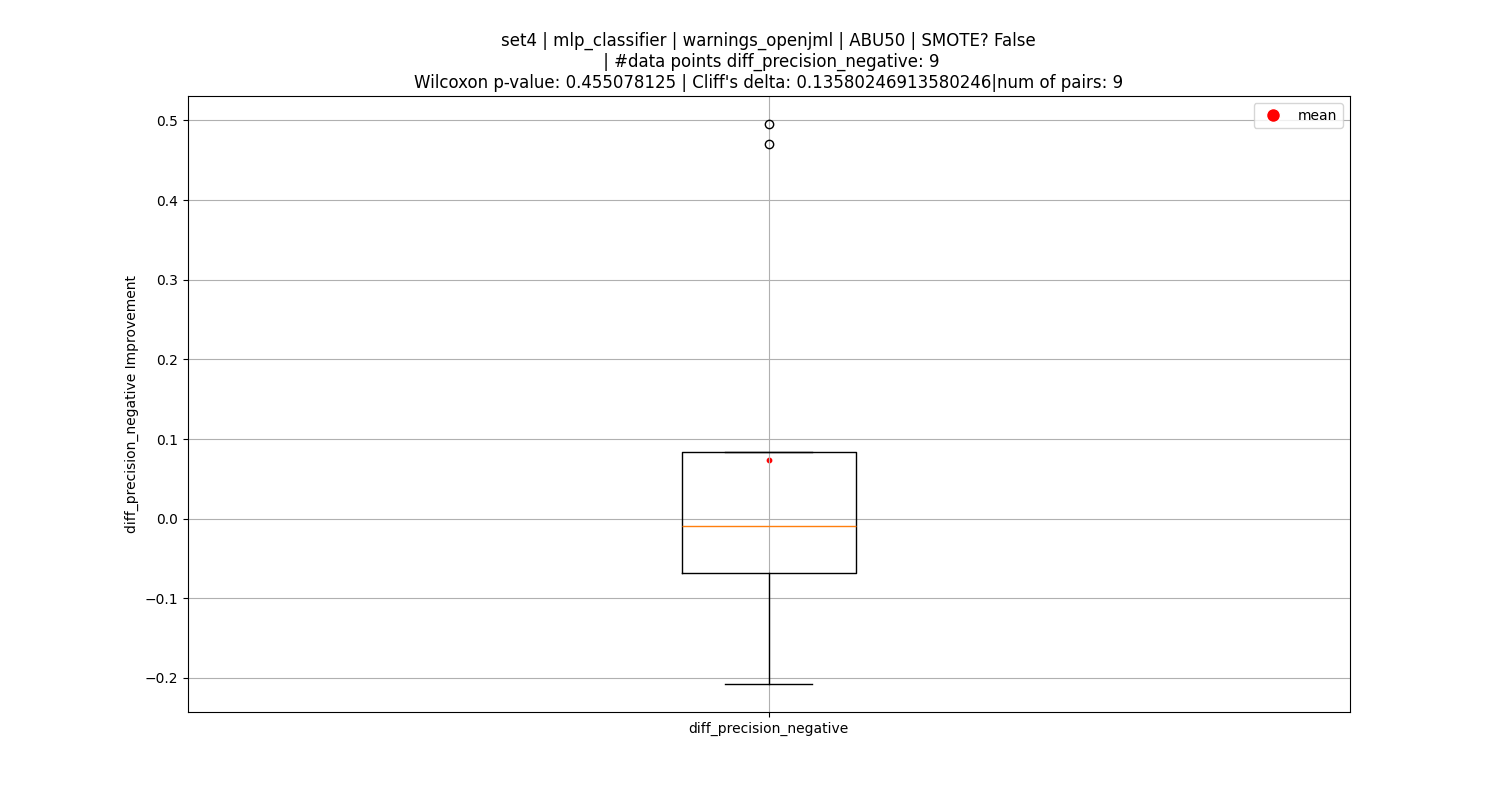 set4 | mlp_classifier | warnings_openjml | ABU50 | SMOTE? False
| #data points diff_precision_negative: 9
Wilcoxon p-value: 0.455078125 | Cliff's delta: 0.13580246913580246|num of pairs: 9
mean
0.5
0.4
0.3
0.2
0.1
0.0
−0.1
−0.2
diff_precision_negative Improvement
diff_precision_negative